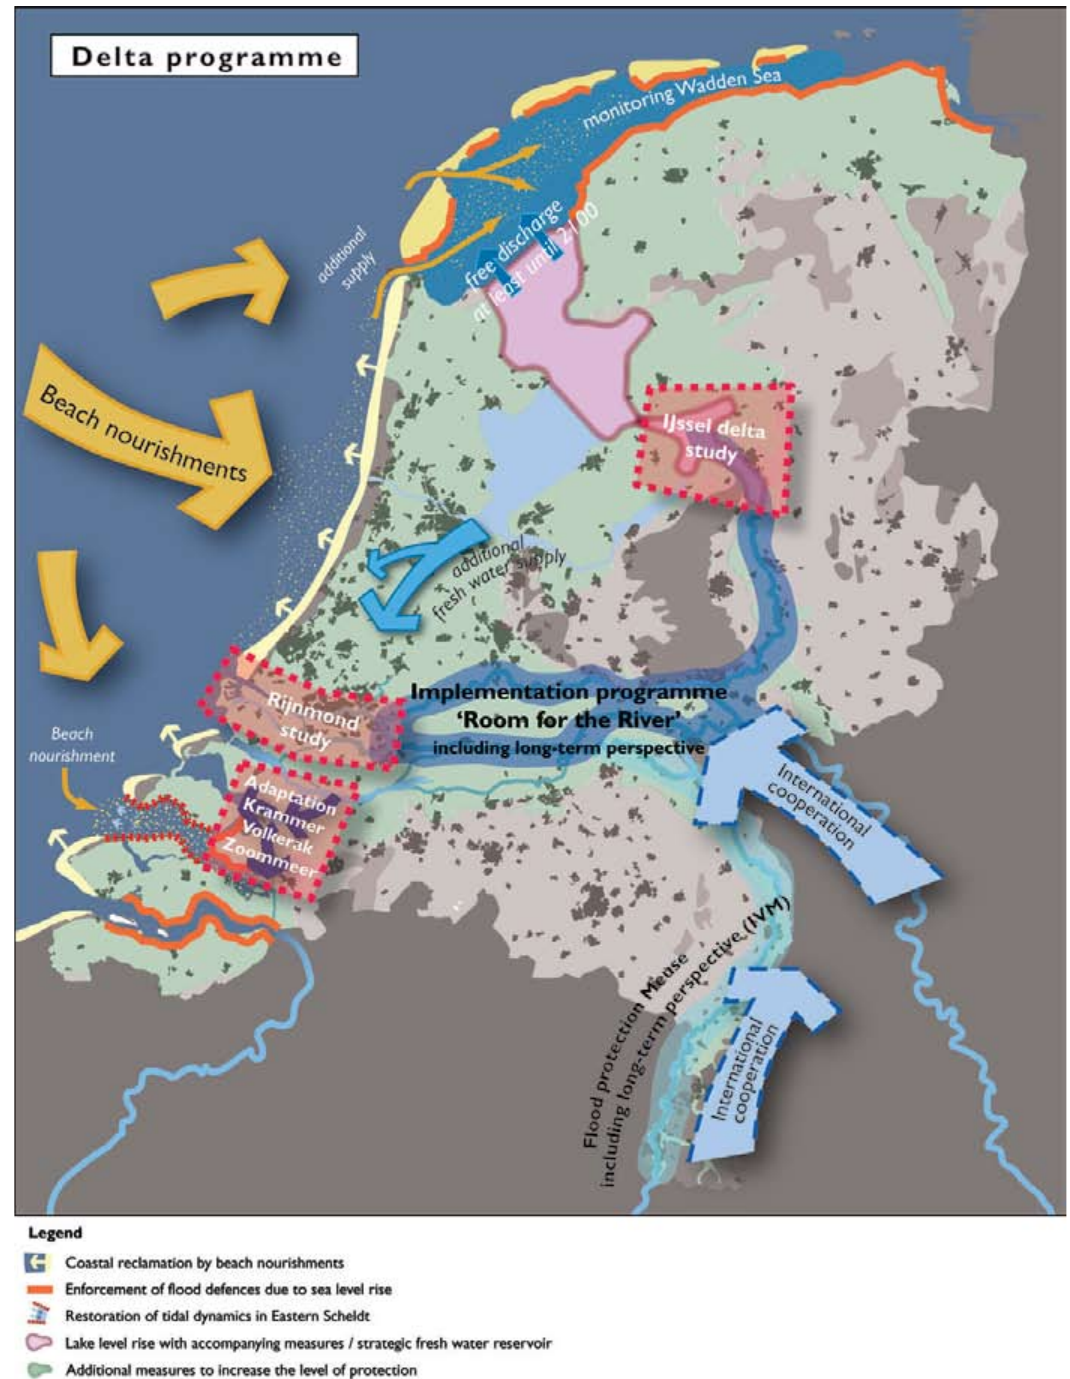 Delta programme
monitoring Wadden Sea
free discharge
at least until 2100
additional
supply
Beach nourishments
IJssel delta
study
additional
fresh water supply
Implementation programme
‘Room for the River’
including long-term perspective
Rijnmond
study
Beach
nourishment
Adaptation
Krammer
Volkerak
Zoommeer
International
cooperation
Flood protection Meuse
including long-term perspective (IVM)
International
cooperation
Legend
Coastal reclamation by beach nourishments
Enforcement of flood defences due to sea level rise
Restoration of tidal dynamics in Eastern Scheldt
Lake level rise with accompanying measures / strategic fresh water reservoir
Additional measures to increase the level of protection